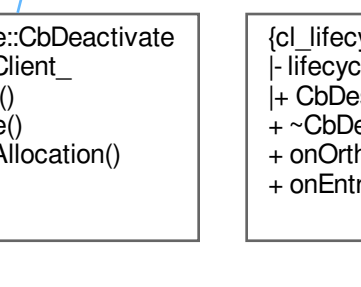 e::CbDeactivate
Client_
()
e()
Allocation()
{cl_lifecy
|- lifecyc
|+ CbDe
+ ~CbDe
+ onOrth
+ onEntr